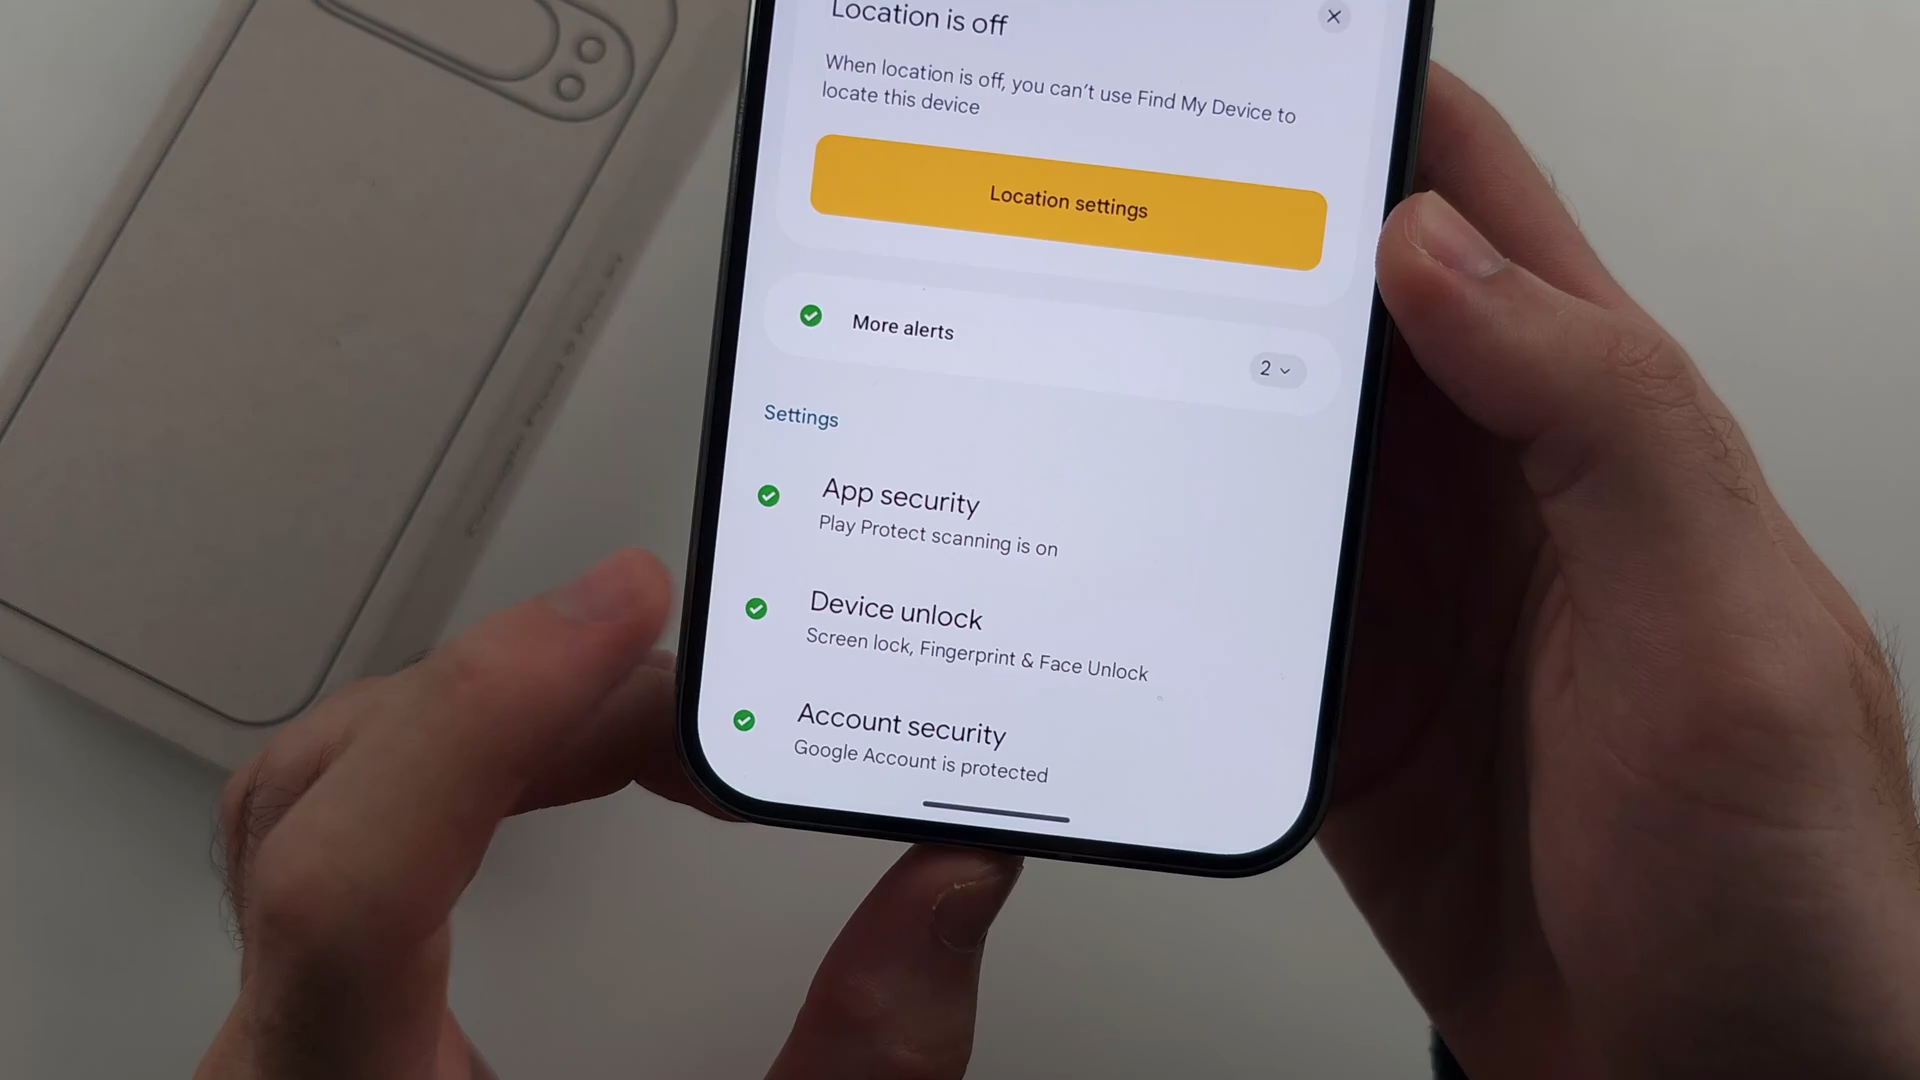 Location is off
When location is off, you can't use Find My Device to
locate this device
Location settings
More alerts
2
Settings
App security
Play Protect scanning is on
Device unlock
Screen lock, Fingerprint & Face Unlock
Account security
Google Account is protected